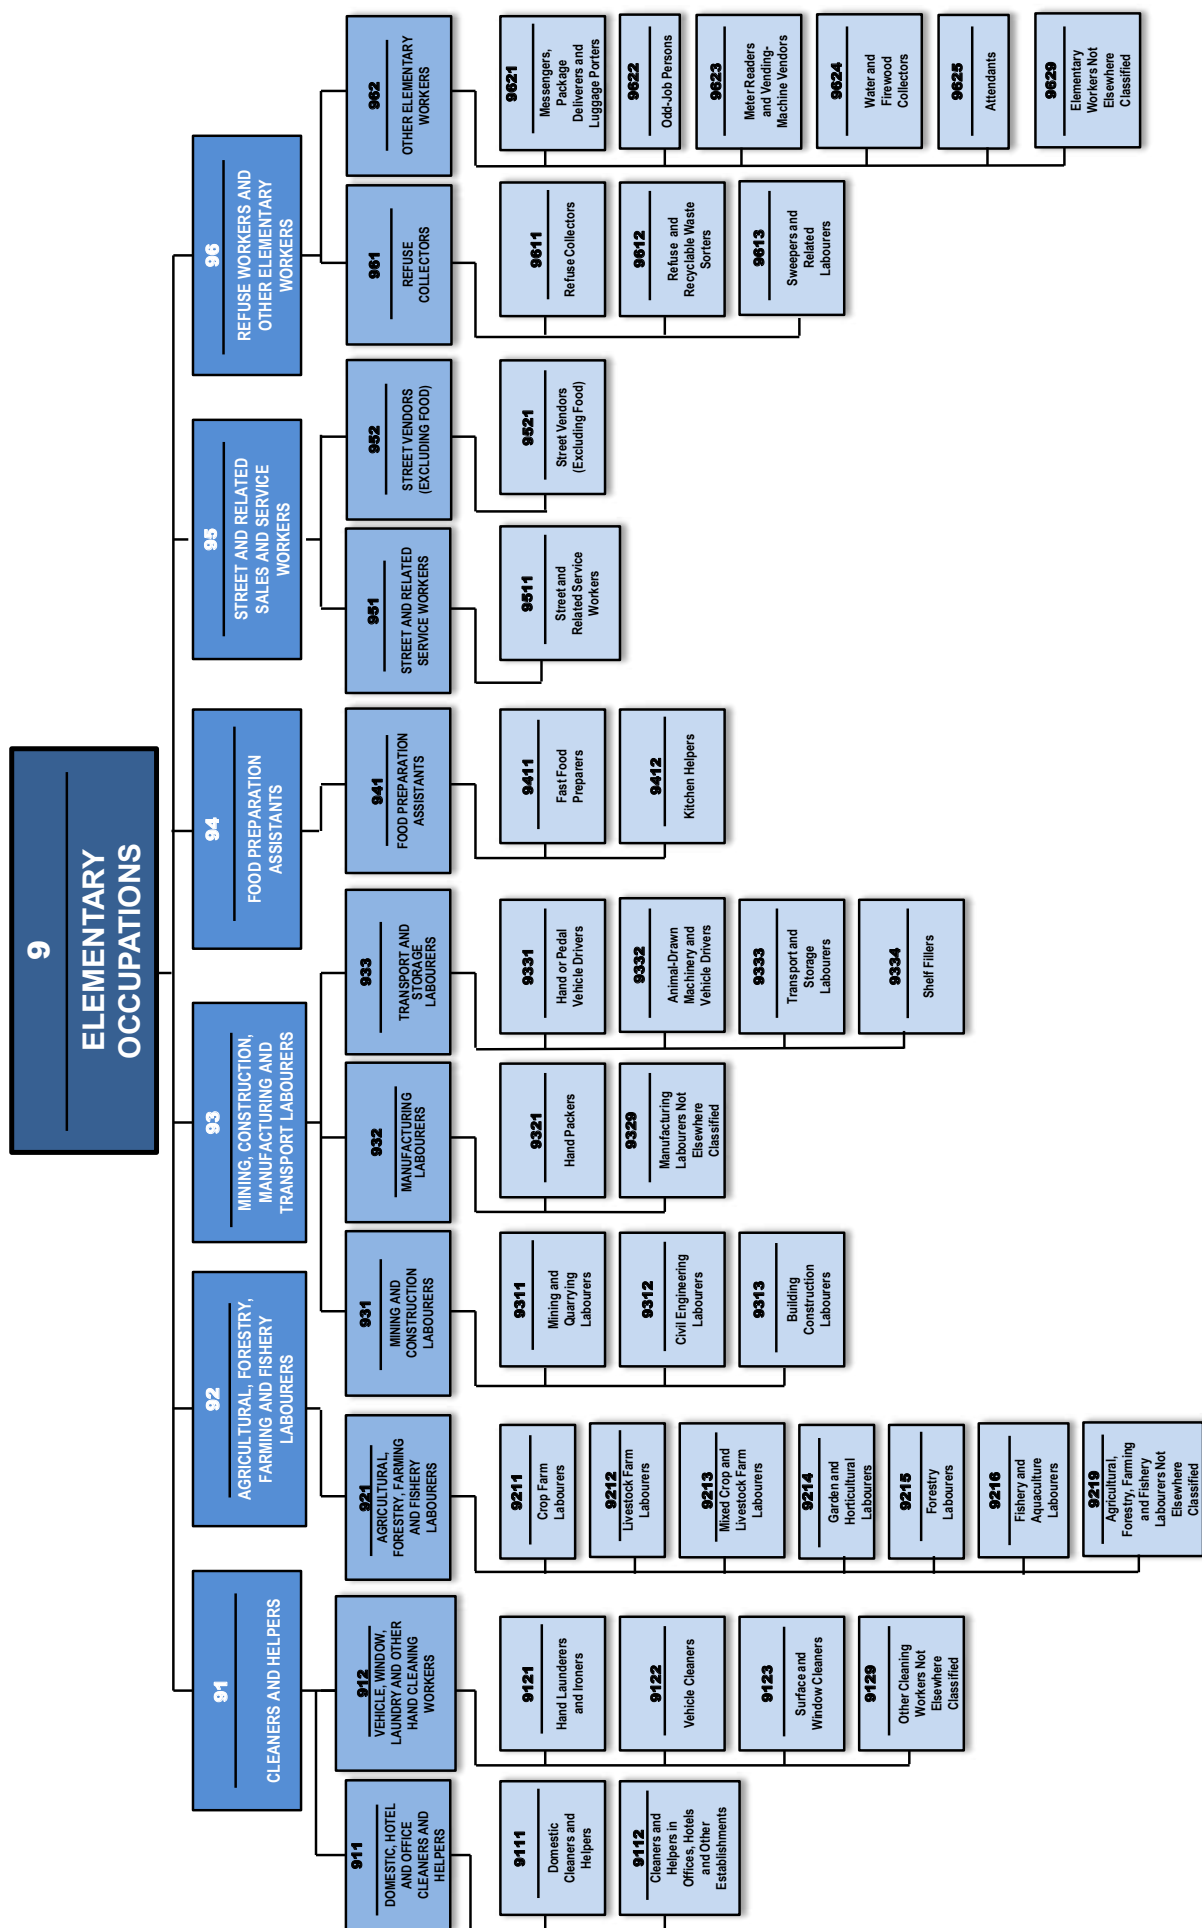 9
ELEMENTARY
OCCUPATIONS
91
CLEANERS AND HELPERS
92
AGRICULTURAL, FORESTRY,
FARMING AND FISHERY
LABOURERS
93
MINING, CONSTRUCTION,
MANUFACTURING AND
TRANSPORT LABOURERS
94
FOOD PREPARATION
ASSISTANTS
95
STREET AND RELATED
SALES AND SERVICE
WORKERS
96
REFUSE WORKERS AND
OTHER ELEMENTARY
WORKERS
911
DOMESTIC, HOTEL
AND OFFICE
CLEANERS AND
HELPERS
912
VEHICLE, WINDOW,
LAUNDRY AND OTHER
HAND CLEANING
WORKERS
921
AGRICULTURAL,
FORESTRY, FARMING
AND FISHERY
LABOURERS
931
MINING AND
CONSTRUCTION
LABOURERS
932
MANUFACTURING
LABOURERS
933
TRANSPORT AND
STORAGE
LABOURERS
941
FOOD PREPARATION
ASSISTANTS
951
STREET AND RELATED
SERVICE WORKERS
952
STREET VENDORS
(EXCLUDING FOOD)
961
REFUSE
COLLECTORS
962
OTHER ELEMENTARY
WORKERS
9111
Domestic
Cleaners and
Helpers
9112
Cleaners and
Helpers in
Offices, Hotels
and Other
Establishments
9121
Hand Launderers
and Ironers
9122
Vehicle Cleaners
9123
Surface and
Window Cleaners
9129
Other Cleaning
Workers Not
Elsewhere
Classified
9211
Crop Farm
Labourers
9212
Livestock Farm
Labourers
9213
Mixed Crop and
Livestock Farm
Labourers
9214
Garden and
Horticultural
Labourers
9215
Forestry
Labourers
9216
Fishery and
Aquaculture
Labourers
9219
Agricultural,
Forestry, Farming
and Fishery
Labourers Not
Elsewhere
Classified
9311
Mining and
Quarrying
Labourers
9312
Civil Engineering
Labourers
9313
Building
Construction
Labourers
9321
Hand Packers
9329
Manufacturing
Labourers Not
Elsewhere
Classified
9331
Hand or Pedal
Vehicle Drivers
9332
Animal-Drawn
Machinery and
Vehicle Drivers
9333
Transport and
Storage
Labourers
9334
Shelf Fillers
9411
Fast Food
Preparers
9412
Kitchen Helpers
9511
Street and
Related Service
Workers
9521
Street Vendors
(Excluding Food)
9611
Refuse Collectors
9612
Refuse and
Recyclable Waste
Sorters
9613
Sweepers and
Related
Labourers
9621
Messengers,
Package
Deliverers and
Luggage Porters
9622
Odd-Job Persons
9623
Meter Readers
and Vending-
Machine Vendors
9624
Water and
Firewood
Collectors
9625
Attendants
9629
Elementary
Workers Not
Elsewhere
Classified